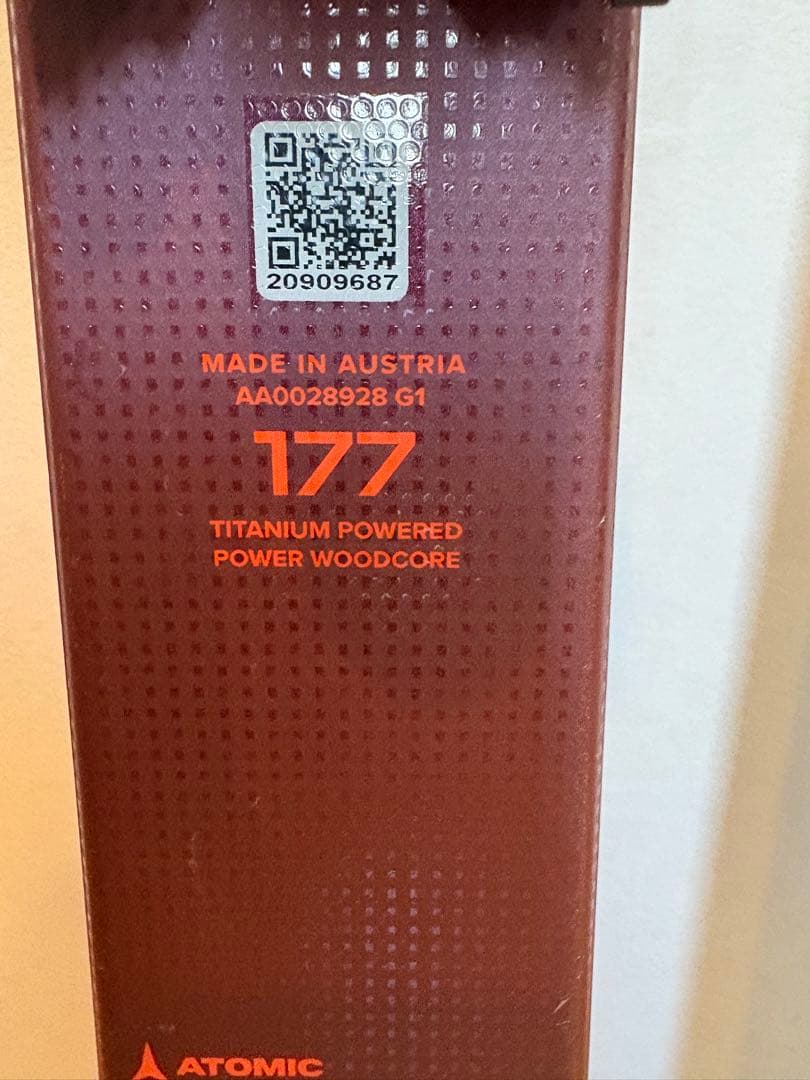 20909687
MADE IN AUSTRIA
AA0028928 G1
177
TITANIUM POWERED
POWER WOODCORE
ATOMIC